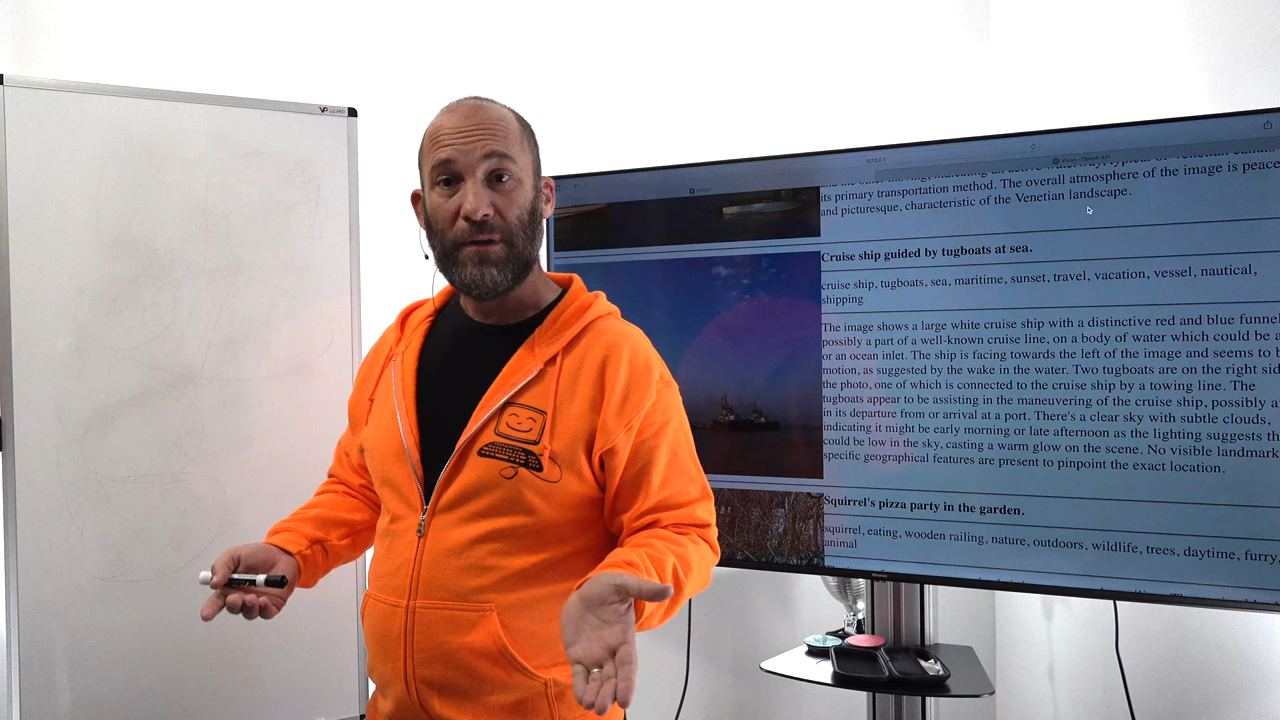 VP
127.0.0.1
Vision - OpenAI API
its primary transportation method. The overall atmosphere of the image is peace
and picturesque, characteristic of the Venetian landscape.
Cruise ship guided by tugboats at sea.
cruise ship, tugboats, sea, maritime, sunset, travel, vacation, vessel, nautical,
shipping
The image shows a large white cruise ship with a distinctive red and blue funnel
possibly a part of a well-known cruise line, on a body of water which could be a
or an ocean inlet. The ship is facing towards the left of the image and seems to b
motion, as suggested by the wake in the water. Two tugboats are on the right sid
the photo, one of which is connected to the cruise ship by a towing line. The
tugboats appear to be assisting in the maneuvering of the cruise ship, possibly a
in its departure from or arrival at a port. There's a clear sky with subtle clouds,
indicating it might be early morning or late afternoon as the lighting suggests th
could be low in the sky, casting a warm glow on the scene. No visible landmark
specific geographical features are present to pinpoint the exact location.
Squirrel's pizza party in the garden.
squirrel, eating, wooden railing, nature, outdoors, wildlife, trees, daytime, furry,
animal
Hisense